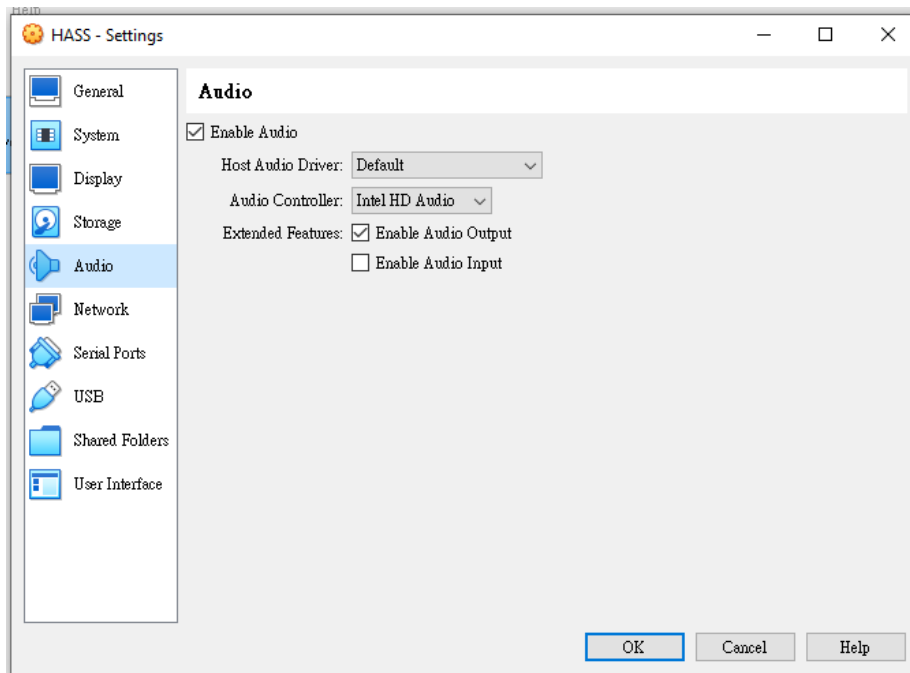 Help
HASS - Settings
General
System
Display
Storage
Audio
Network
Serial Ports
USB
Shared Folders
User Interface
Audio
Enable Audio
Host Audio Driver: Default
Audio Controller: Intel HD Audio
Extended Features: Enable Audio Output
Enable Audio Input
OK Cancel Help